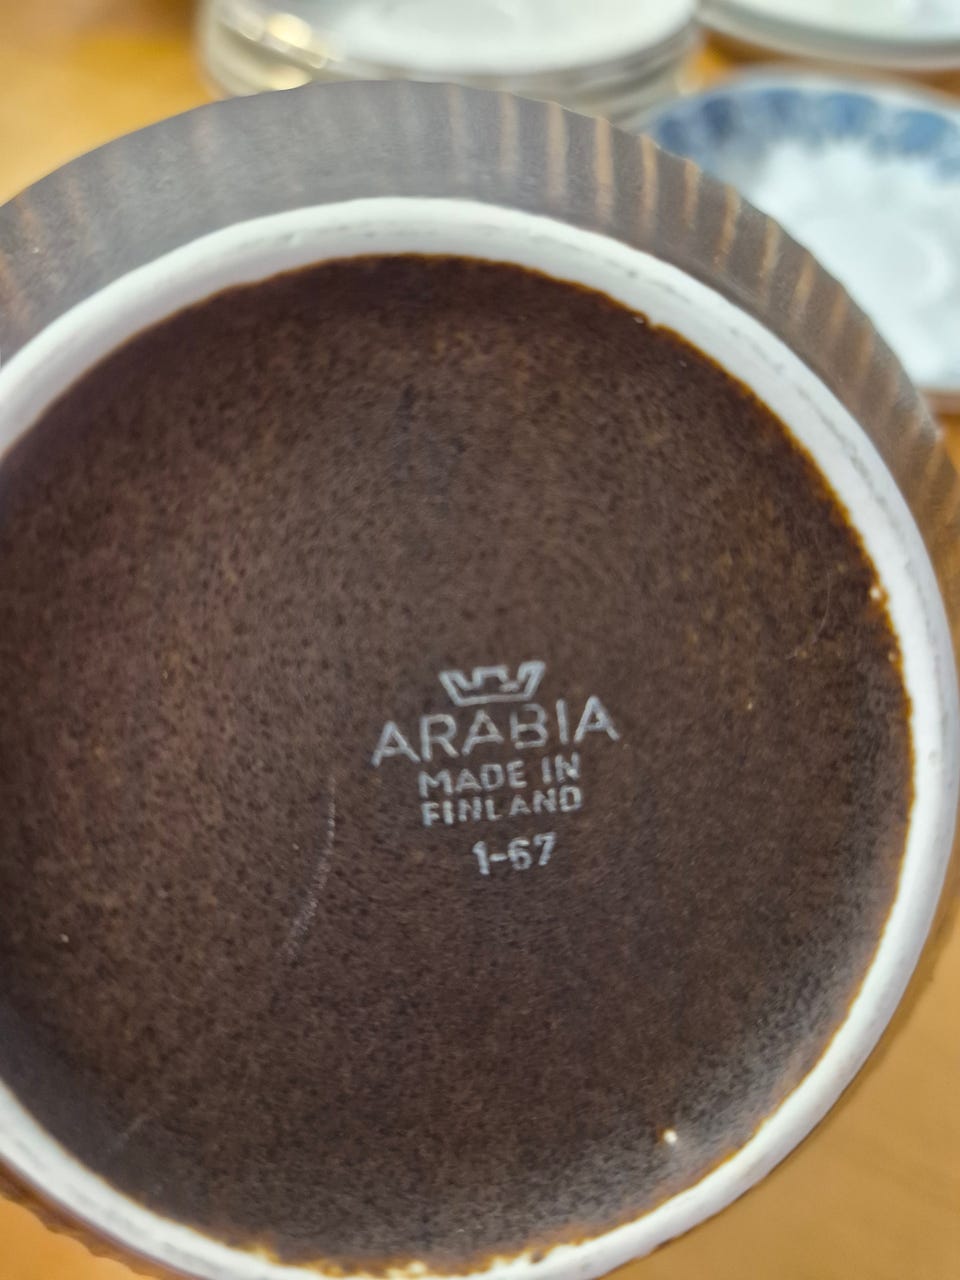 ARABIA
MADE IN
FINLAND
1-67